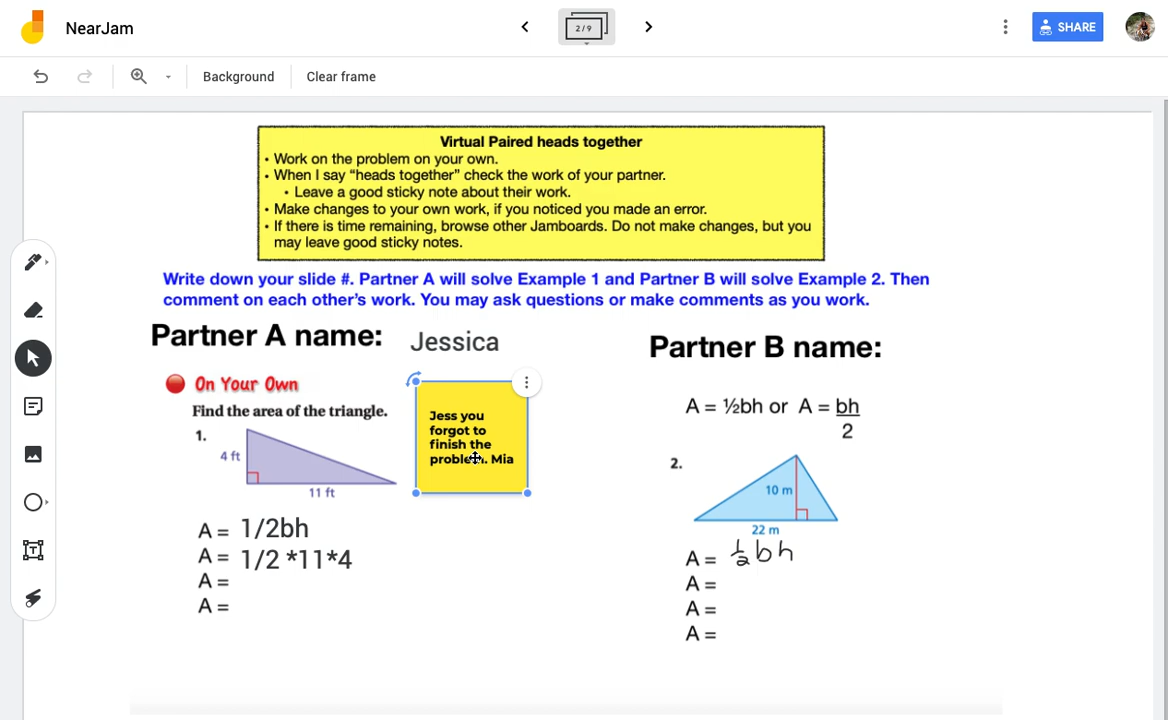 NearJam
2/9
SHARE
Background
Clear frame
Virtual Paired heads together
• Work on the problem on your own.
• When I say “heads together” check the work of your partner.
• Leave a good sticky note about their work.
• Make changes to your own work, if you noticed you made an error.
• If there is time remaining, browse other Jamboards. Do not make changes, but you
may leave good sticky notes.
Write down your slide #. Partner A will solve Example 1 and Partner B will solve Example 2. Then
comment on each other’s work. You may ask questions or make comments as you work.
Partner A name:
Jessica
On Your Own
Find the area of the triangle.
1.
4 ft
11 ft
Jess you
forgot to
finish the
problem. Mia
A = 1/2bh
A = 1/2 *11*4
A =
A =
Partner B name:
A = ½bh or A = bh
2
2.
10 m
22 m
A = ½bh
A =
A =
A =